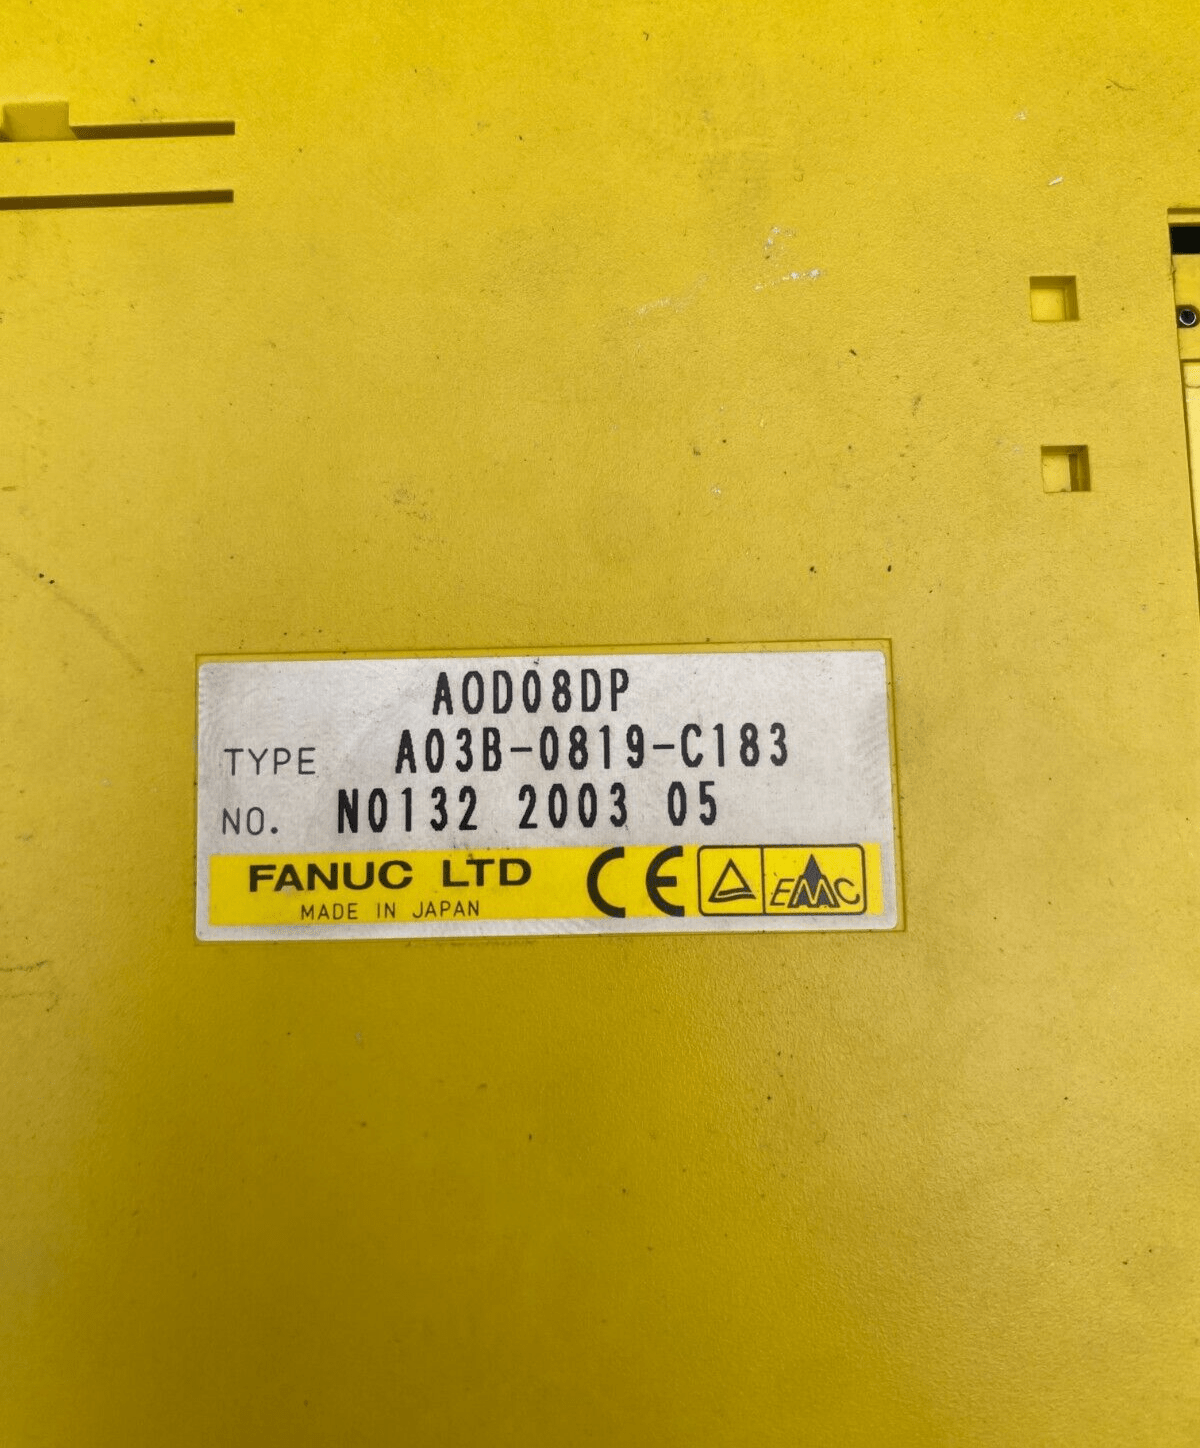 AOD08DP
TYPE A03B-0819-C183
NO. N0132 2003 05
FANUC LTD CE EMC
MADE IN JAPAN